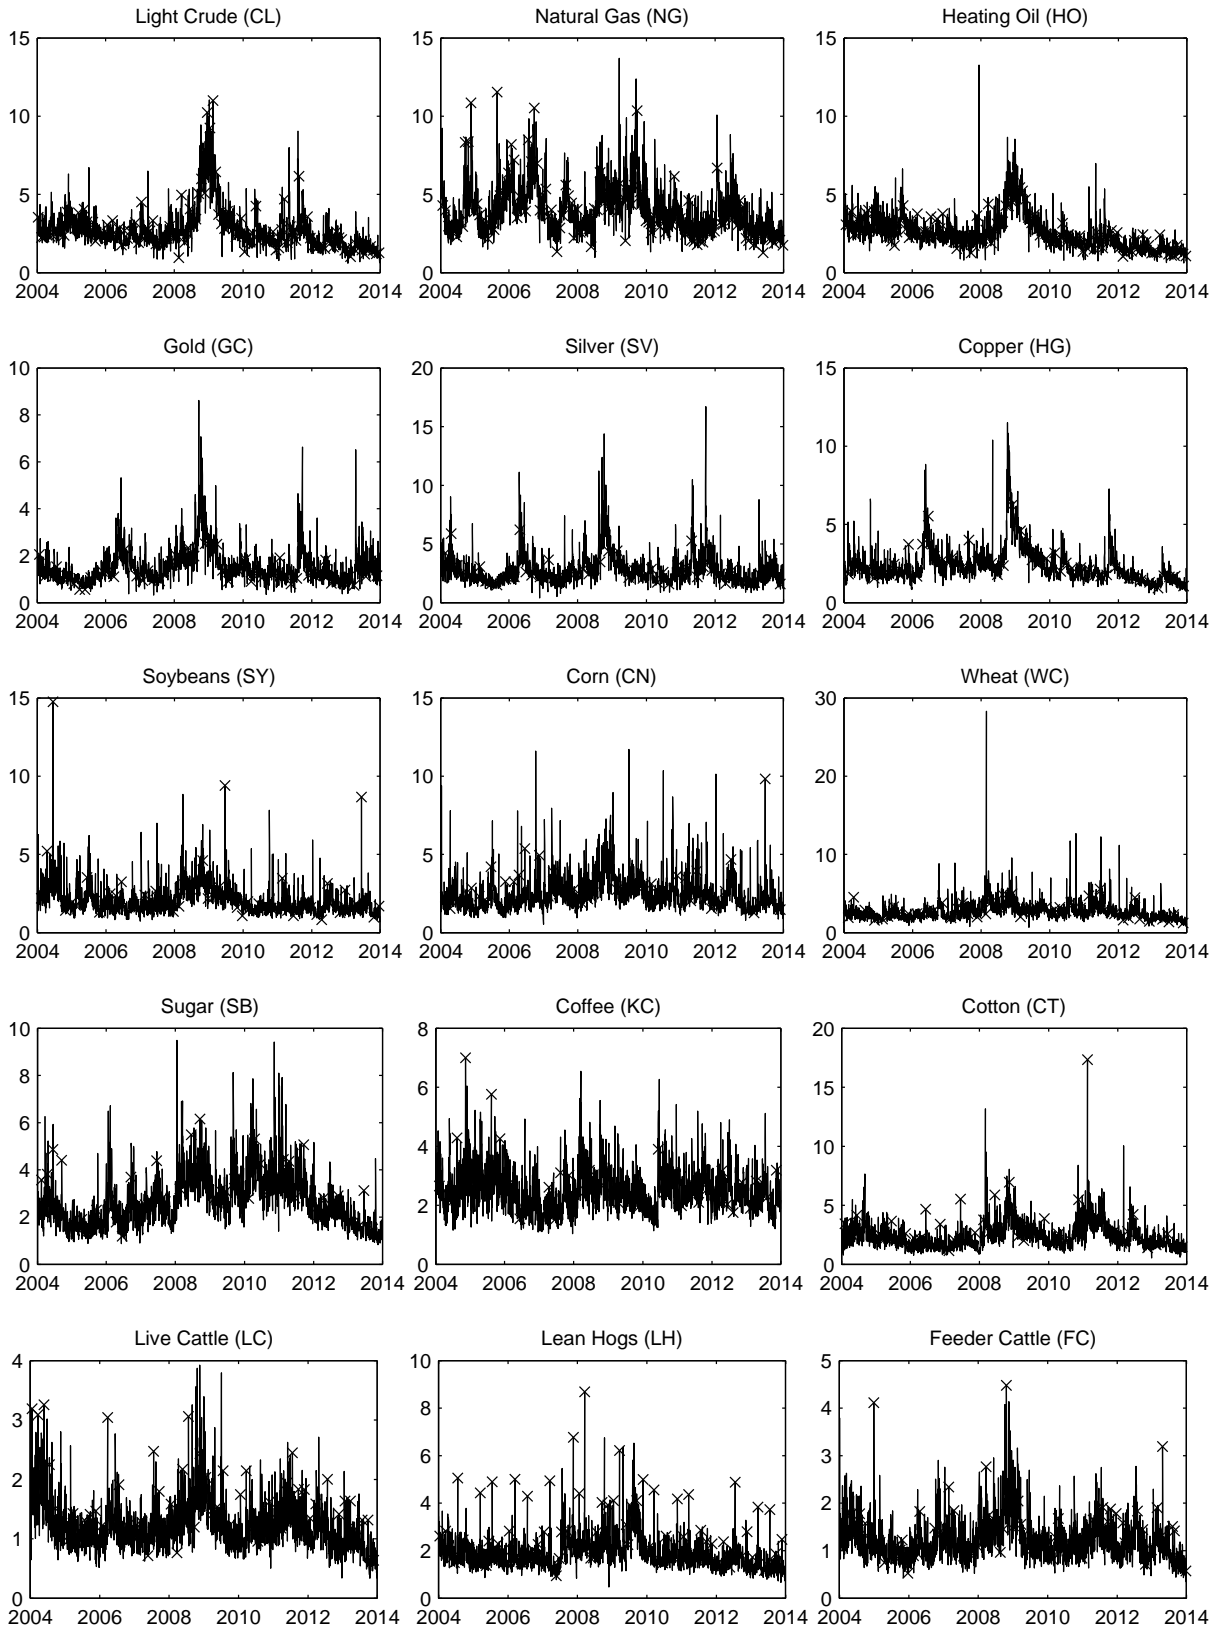 Light Crude (CL)
Natural Gas (NG)
Heating Oil (HO)
15
10
5
0
2004 2006 2008 2010 2012 2014
15
10
5
0
2004 2006 2008 2010 2012 2014
15
10
5
0
2004 2006 2008 2010 2012 2014
Gold (GC)
Silver (SV)
Copper (HG)
10
8
6
4
2
0
2004 2006 2008 2010 2012 2014
20
15
10
5
0
2004 2006 2008 2010 2012 2014
15
10
5
0
2004 2006 2008 2010 2012 2014
Soybeans (SY)
Corn (CN)
Wheat (WC)
15
10
5
0
2004 2006 2008 2010 2012 2014
15
10
5
0
2004 2006 2008 2010 2012 2014
30
20
10
0
2004 2006 2008 2010 2012 2014
Sugar (SB)
Coffee (KC)
Cotton (CT)
10
8
6
4
2
0
2004 2006 2008 2010 2012 2014
8
6
4
2
0
2004 2006 2008 2010 2012 2014
20
15
10
5
0
2004 2006 2008 2010 2012 2014
Live Cattle (LC)
Lean Hogs (LH)
Feeder Cattle (FC)
4
3
2
1
0
2004 2006 2008 2010 2012 2014
10
8
6
4
2
0
2004 2006 2008 2010 2012 2014
5
4
3
2
1
0
2004 2006 2008 2010 2012 2014